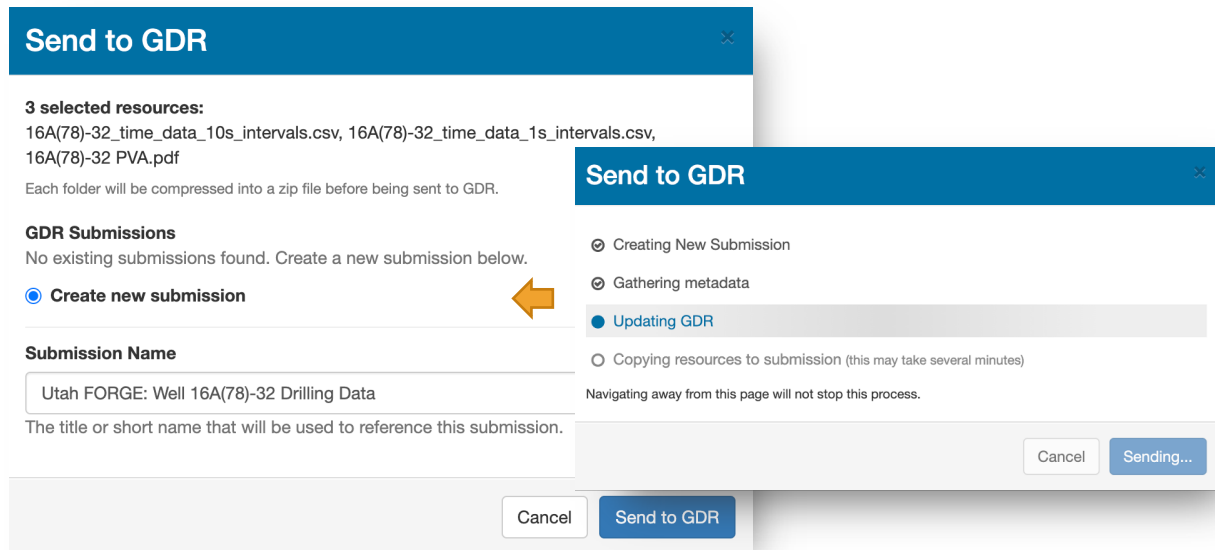 Send to GDR
×
3 selected resources:
16A(78)-32_time_data_10s_intervals.csv, 16A(78)-32_time_data_1s_intervals.csv,
16A(78)-32 PVA.pdf
Each folder will be compressed into a zip file before being sent to GDR.
GDR Submissions
No existing submissions found. Create a new submission below.
Create new submission
Submission Name
Utah FORGE: Well 16A(78)-32 Drilling Data
The title or short name that will be used to reference this submission.
Cancel
Send to GDR
Send to GDR
×
Creating New Submission
Gathering metadata
Updating GDR
Copying resources to submission (this may take several minutes)
Navigating away from this page will not stop this process.
Cancel
Sending...